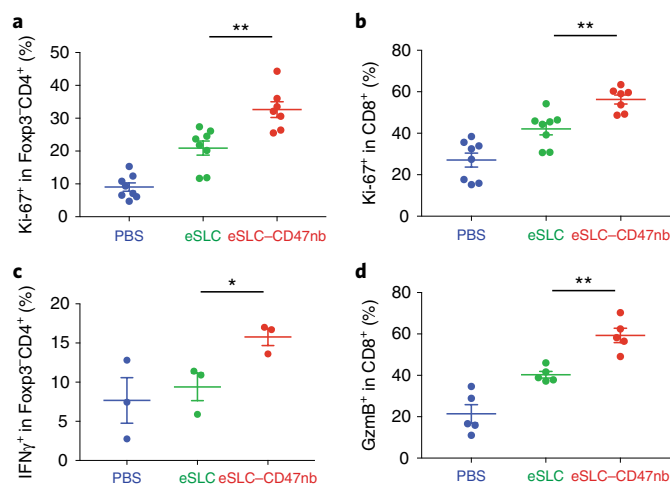 a
**
Ki-67⁺ in Foxp3⁻CD4⁺ (%)
50
40
30
20
10
0
PBS
eSLC
eSLC–CD47nb
b
**
Ki-67⁺ in CD8⁺ (%)
80
60
40
20
0
PBS
eSLC
eSLC–CD47nb
c
*
IFNγ⁺ in Foxp3⁻CD4⁺ (%)
20
15
10
5
0
PBS
eSLC
eSLC–CD47nb
d
**
GzmB⁺ in CD8⁺ (%)
80
60
40
20
0
PBS
eSLC
eSLC–CD47nb